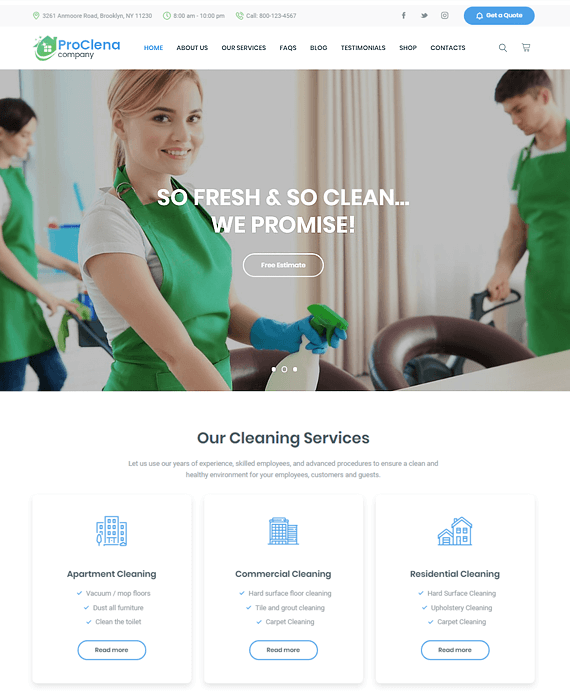 3261 Anmoore Road, Brooklyn, NY 11230
8:00 am - 10:00 pm
Call: 800-123-4567
Get a Quote
ProClena
company
HOME
ABOUT US
OUR SERVICES
FAQS
BLOG
TESTIMONIALS
SHOP
CONTACTS
SO FRESH & SO CLEAN...
WE PROMISE!
Free Estimate
Our Cleaning Services
Let us use our years of experience, skilled employees, and advanced procedures to ensure a clean and
healthy environment for your employees, customers and guests.
Apartment Cleaning
Vacuum / mop floors
Dust all furniture
Clean the toilet
Read more
Commercial Cleaning
Hard surface floor cleaning
Tile and grout cleaning
Carpet Cleaning
Read more
Residential Cleaning
Hard Surface Cleaning
Upholstery Cleaning
Carpet Cleaning
Read more